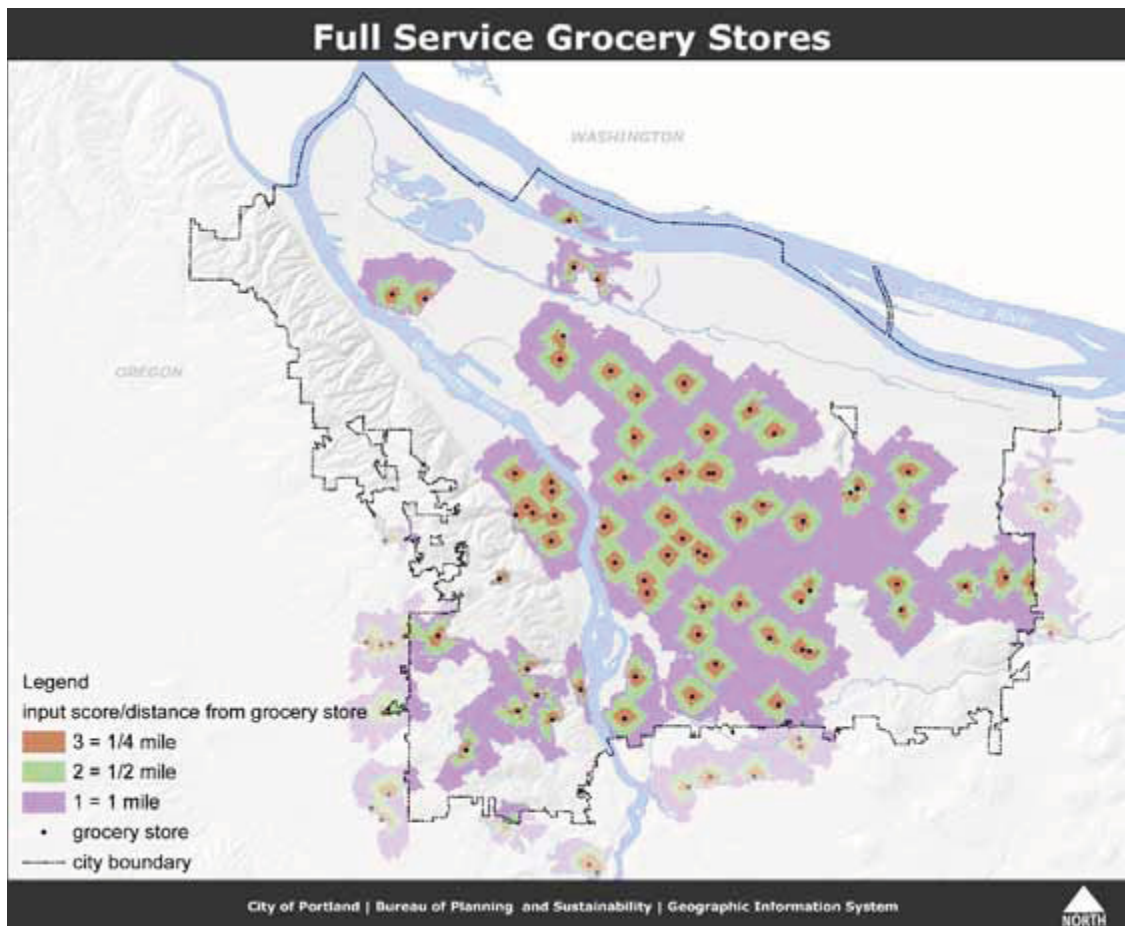 Full Service Grocery Stores
WASHINGTON
Columbia River
OREGON
Legend
input score/distance from grocery store
3 = 1/4 mile
2 = 1/2 mile
1 = 1 mile
grocery store
city boundary
City of Portland | Bureau of Planning and Sustainability | Geographic Information System
NORTH